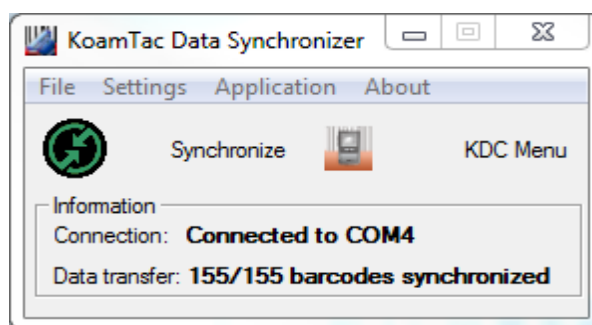 KoamTac Data Synchronizer
File Settings Application About
Synchronize KDC Menu
Information
Connection: Connected to COM4
Data transfer: 155/155 barcodes synchronized